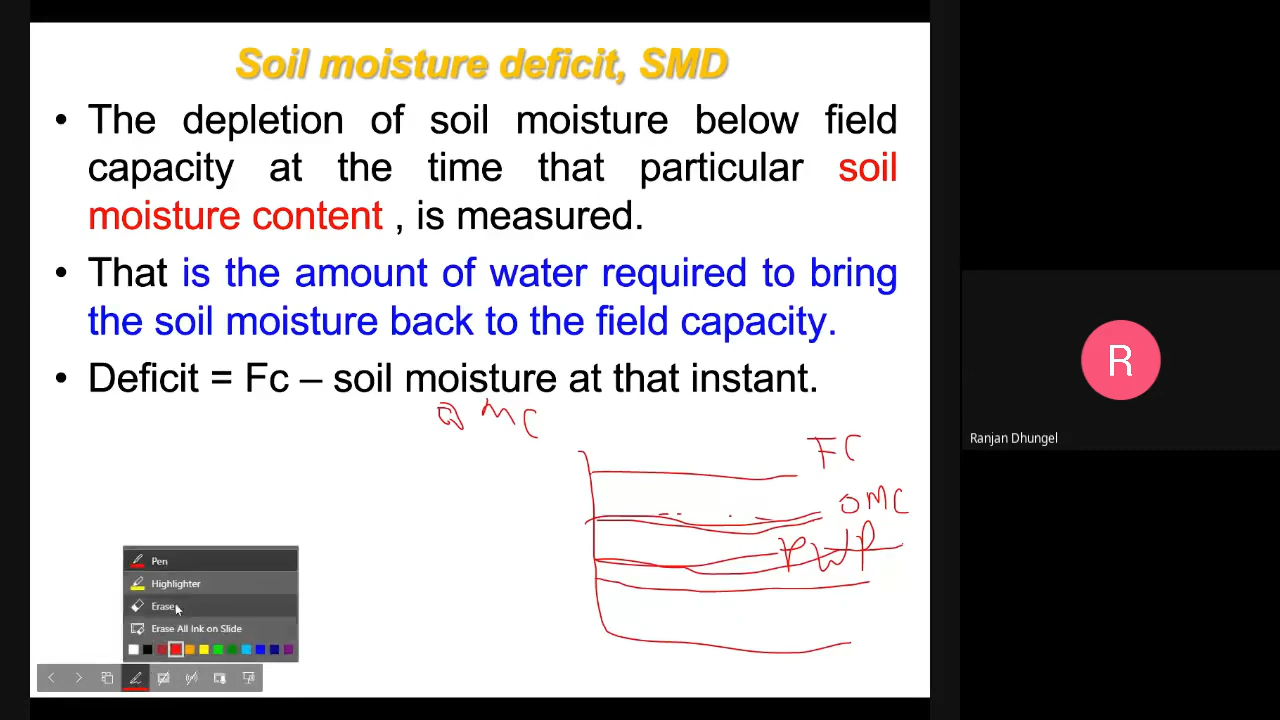 Soil moisture deficit, SMD
• The depletion of soil moisture below field
capacity at the time that particular soil
moisture content , is measured.
• That is the amount of water required to bring
the soil moisture back to the field capacity.
• Deficit = Fc – soil moisture at that instant.
MC
FC
OMC
PWP
Pen
Highlighter
Erase
Erase All Ink on Slide
R
Ranjan Dhungel